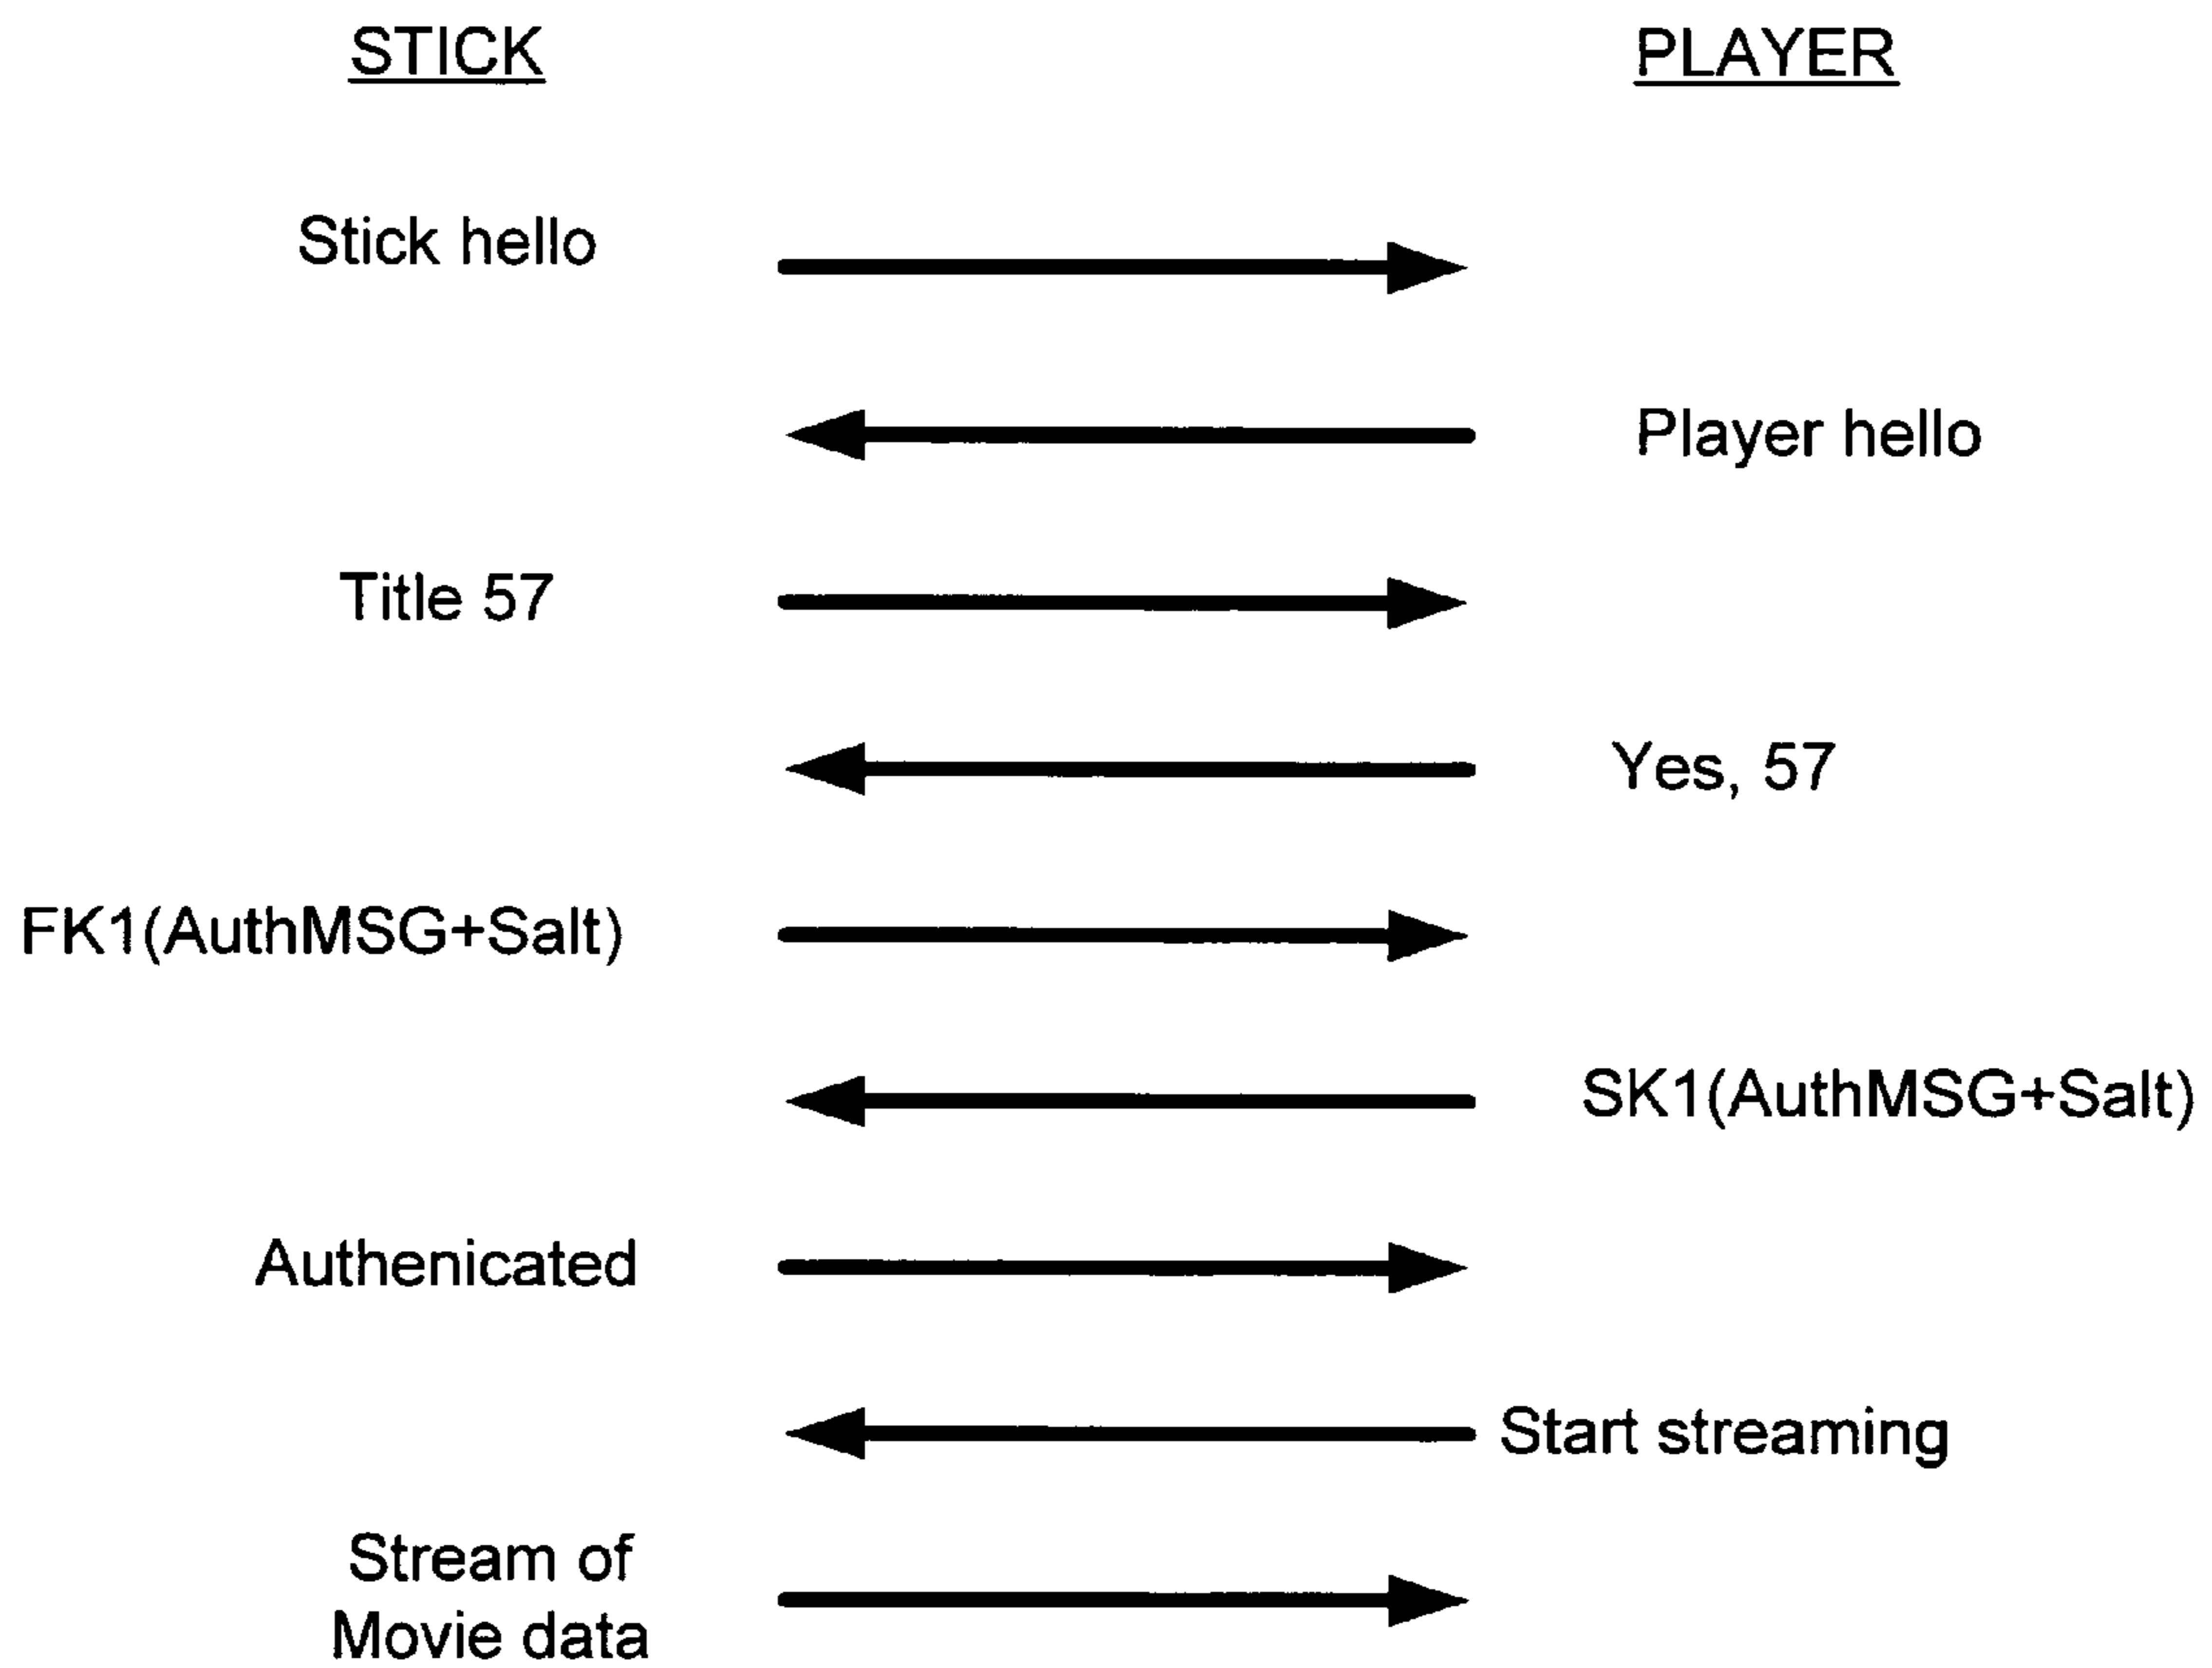 STICK
PLAYER
Stick hello
Player hello
Title 57
Yes, 57
FK1(AuthMSG+Salt)
SK1(AuthMSG+Salt)
Authenicated
Start streaming
Stream of
Movie data